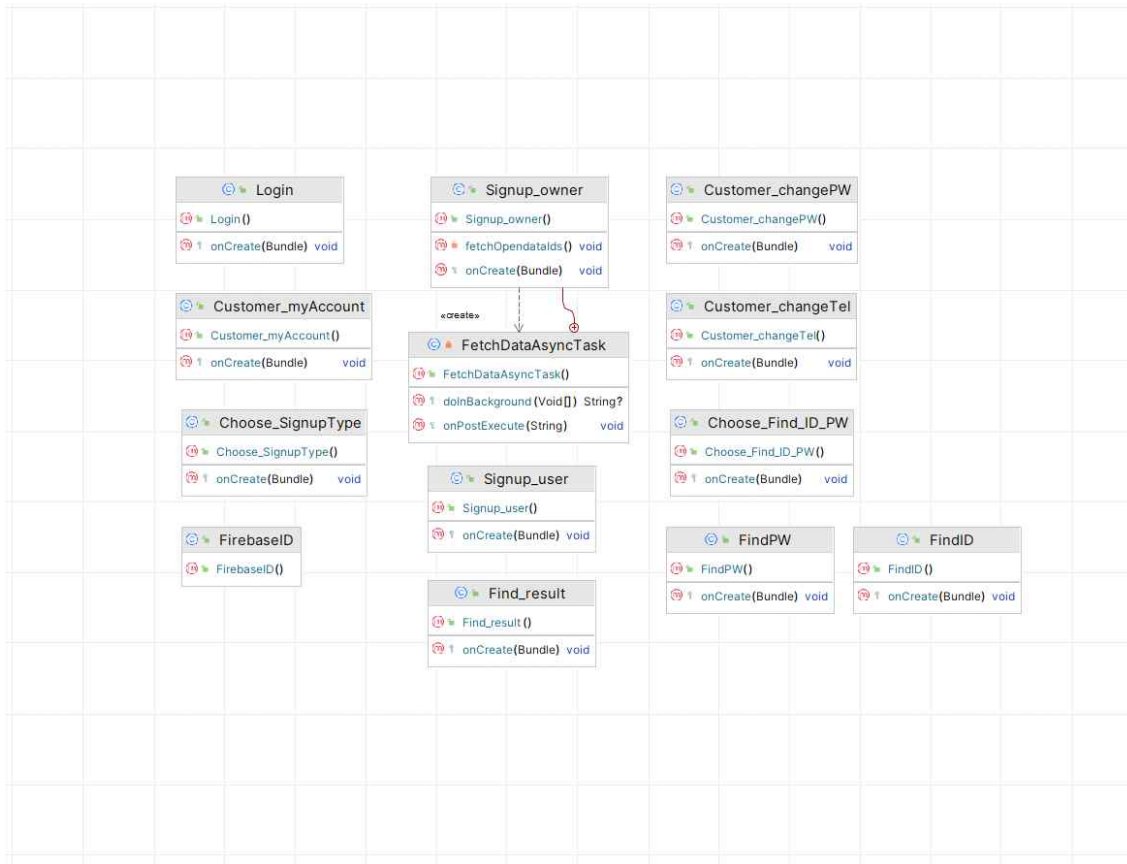 Login
Login()
onCreate(Bundle) void
Signup_owner
Signup_owner()
fetchOpendataIds() void
onCreate(Bundle) void
Customer_changePW
Customer_changePW()
onCreate(Bundle) void
Customer_myAccount
Customer_myAccount()
onCreate(Bundle) void
«create»
FetchDataAsyncTask
FetchDataAsyncTask()
doInBackground(Void[]) String?
onPostExecute(String) void
Customer_changeTel
Customer_changeTel()
onCreate(Bundle) void
Choose_SignupType
Choose_SignupType()
onCreate(Bundle) void
Signup_user
Signup_user()
onCreate(Bundle) void
Choose_Find_ID_PW
Choose_Find_ID_PW()
onCreate(Bundle) void
FirebaseID
FirebaseID()
Find_result
Find_result()
onCreate(Bundle) void
FindPW
FindPW()
onCreate(Bundle) void
FindID
FindID()
onCreate(Bundle) void